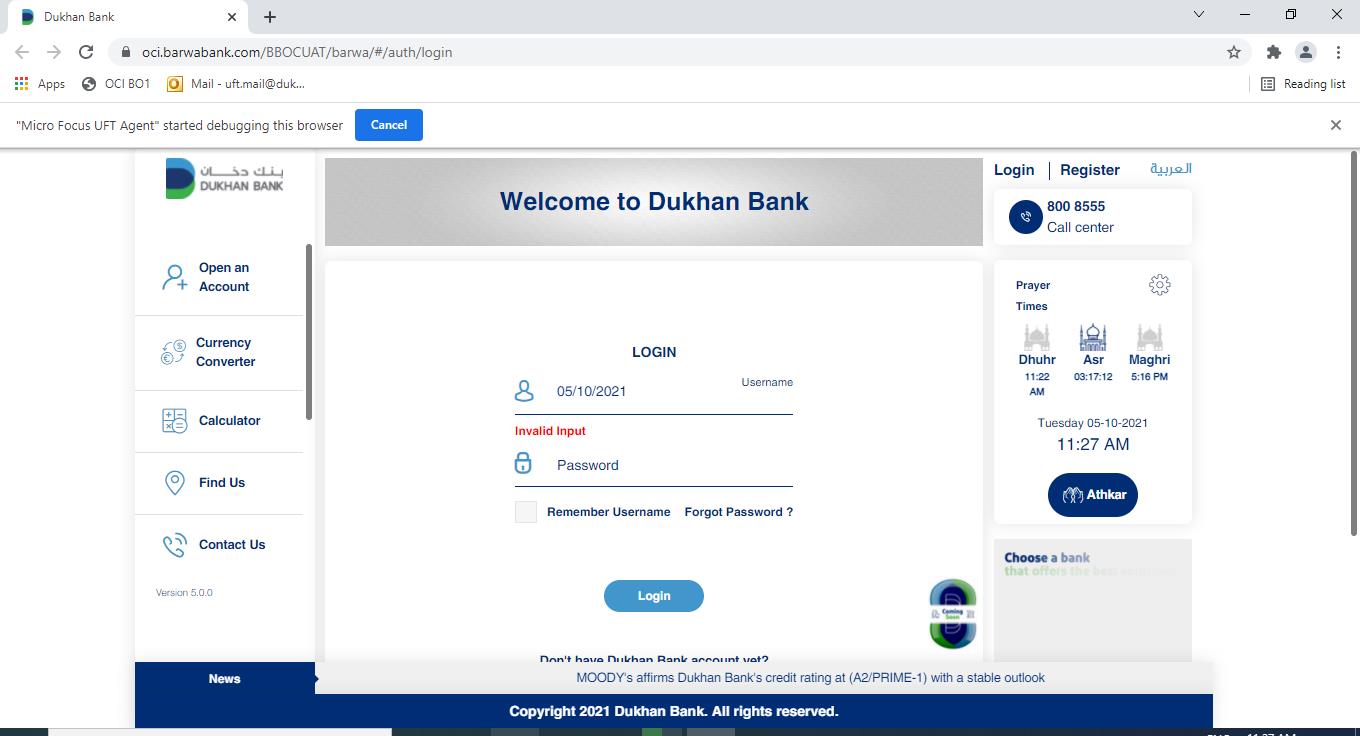 Dukhan Bank
oci.barwabank.com/BBOCUAT/barwa/#/auth/login
Apps
OCI BO1
Mail - uft.mail@duk...
Reading list
"Micro Focus UFT Agent" started debugging this browser
Cancel
بنك دخان
DUKHAN BANK
Open an
Account
Currency
Converter
Calculator
Find Us
Contact Us
Version 5.0.0
Welcome to Dukhan Bank
LOGIN
05/10/2021
Username
Invalid Input
Password
Remember Username
Forgot Password ?
Login
Coming
Soon
Don't have Dukhan Bank account yet?
Login
Register
العربية
800 8555
Call center
Prayer
Times
Dhuhr
11:22
AM
Asr
03:17:12
Maghri
5:16 PM
Tuesday 05-10-2021
11:27 AM
Athkar
Choose a bank
that offers the best
News
MOODY's affirms Dukhan Bank's credit rating at (A2/PRIME-1) with a stable outlook
Copyright 2021 Dukhan Bank. All rights reserved.
11:27 AM